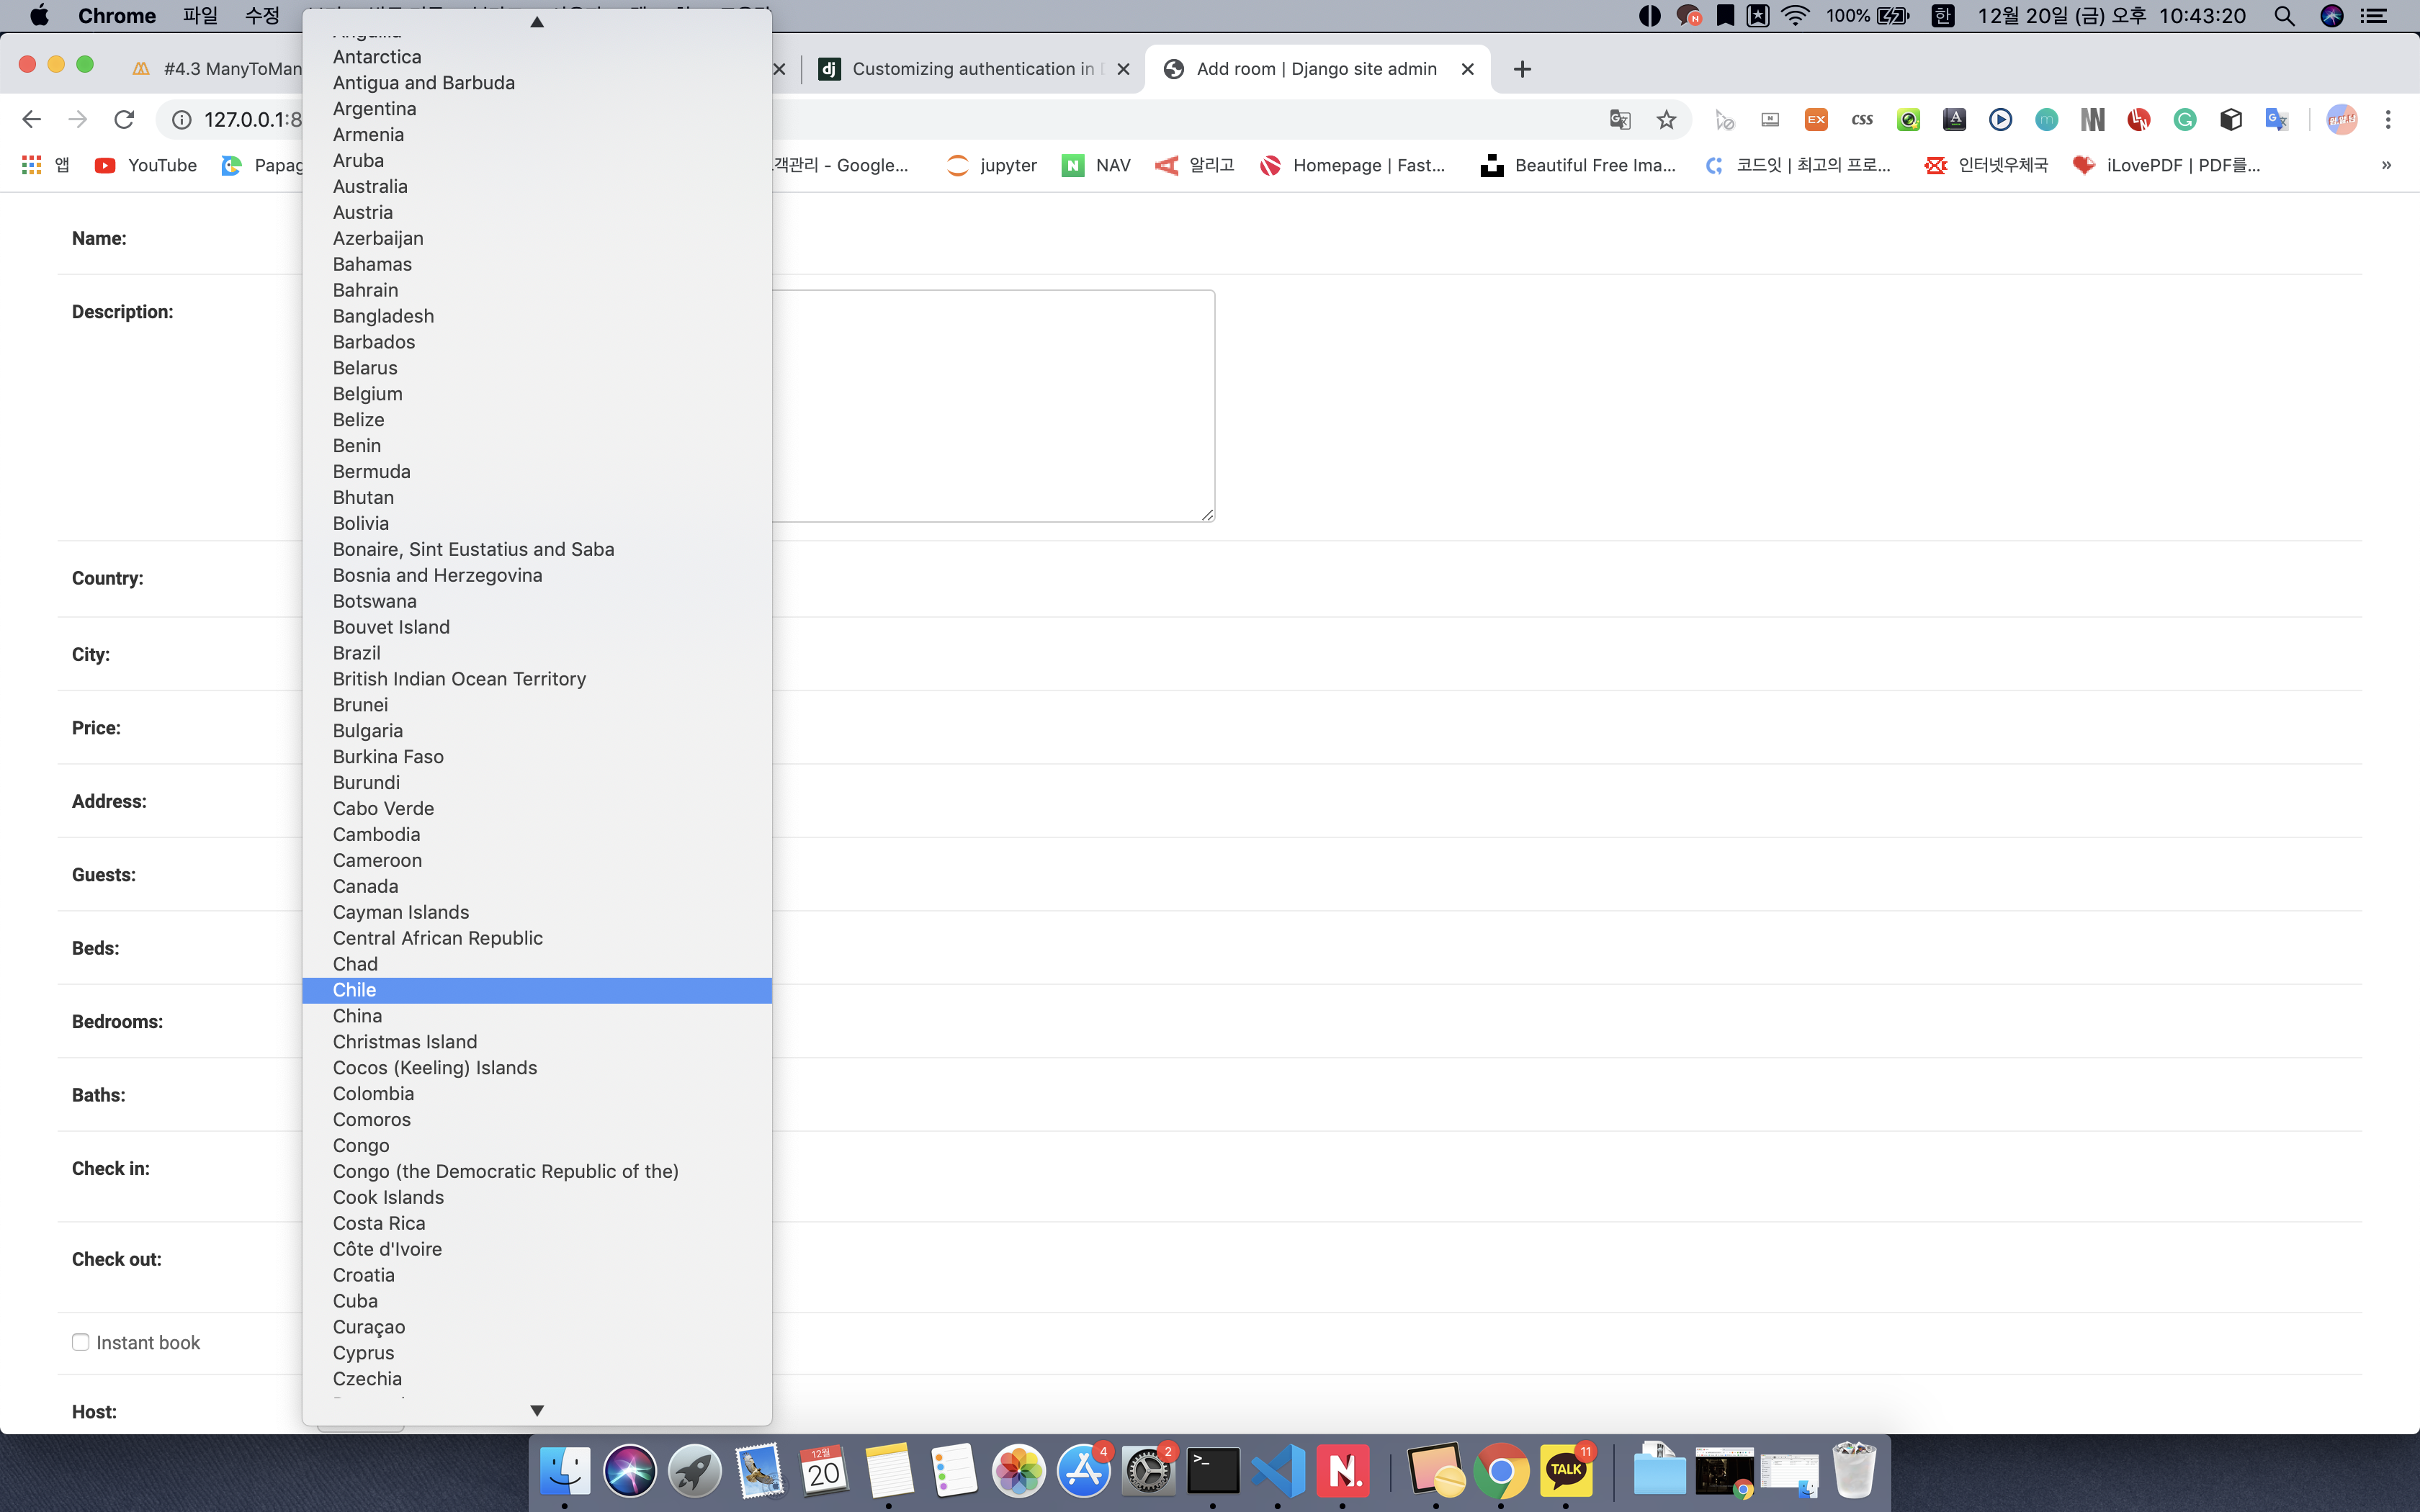 Chrome 파일 수정
100% 한 12월 20일 (금) 오후 10:43:20
#4.3 ManyToMan
Customizing authentication in
Add room | Django site admin
127.0.0.1:8
앱 YouTube Papag
객관리 - Google... jupyter NAV 알리고 Homepage | Fast... Beautiful Free Ima... 코드잇 | 최고의 프로... 인터넷우체국 iLovePDF | PDF를... »
Antarctica
Antigua and Barbuda
Argentina
Armenia
Aruba
Australia
Austria
Azerbaijan
Bahamas
Bahrain
Bangladesh
Barbados
Belarus
Belgium
Belize
Benin
Bermuda
Bhutan
Bolivia
Bonaire, Sint Eustatius and Saba
Bosnia and Herzegovina
Botswana
Bouvet Island
Brazil
British Indian Ocean Territory
Brunei
Bulgaria
Burkina Faso
Burundi
Cabo Verde
Cambodia
Cameroon
Canada
Cayman Islands
Central African Republic
Chad
Chile
China
Christmas Island
Cocos (Keeling) Islands
Colombia
Comoros
Congo
Congo (the Democratic Republic of the)
Cook Islands
Costa Rica
Côte d'Ivoire
Croatia
Cuba
Curaçao
Cyprus
Czechia
Name:
Description:
Country:
City:
Price:
Address:
Guests:
Beds:
Bedrooms:
Baths:
Check in:
Check out:
Instant book
Host:
12월
20
4
2
N.
TALK
11